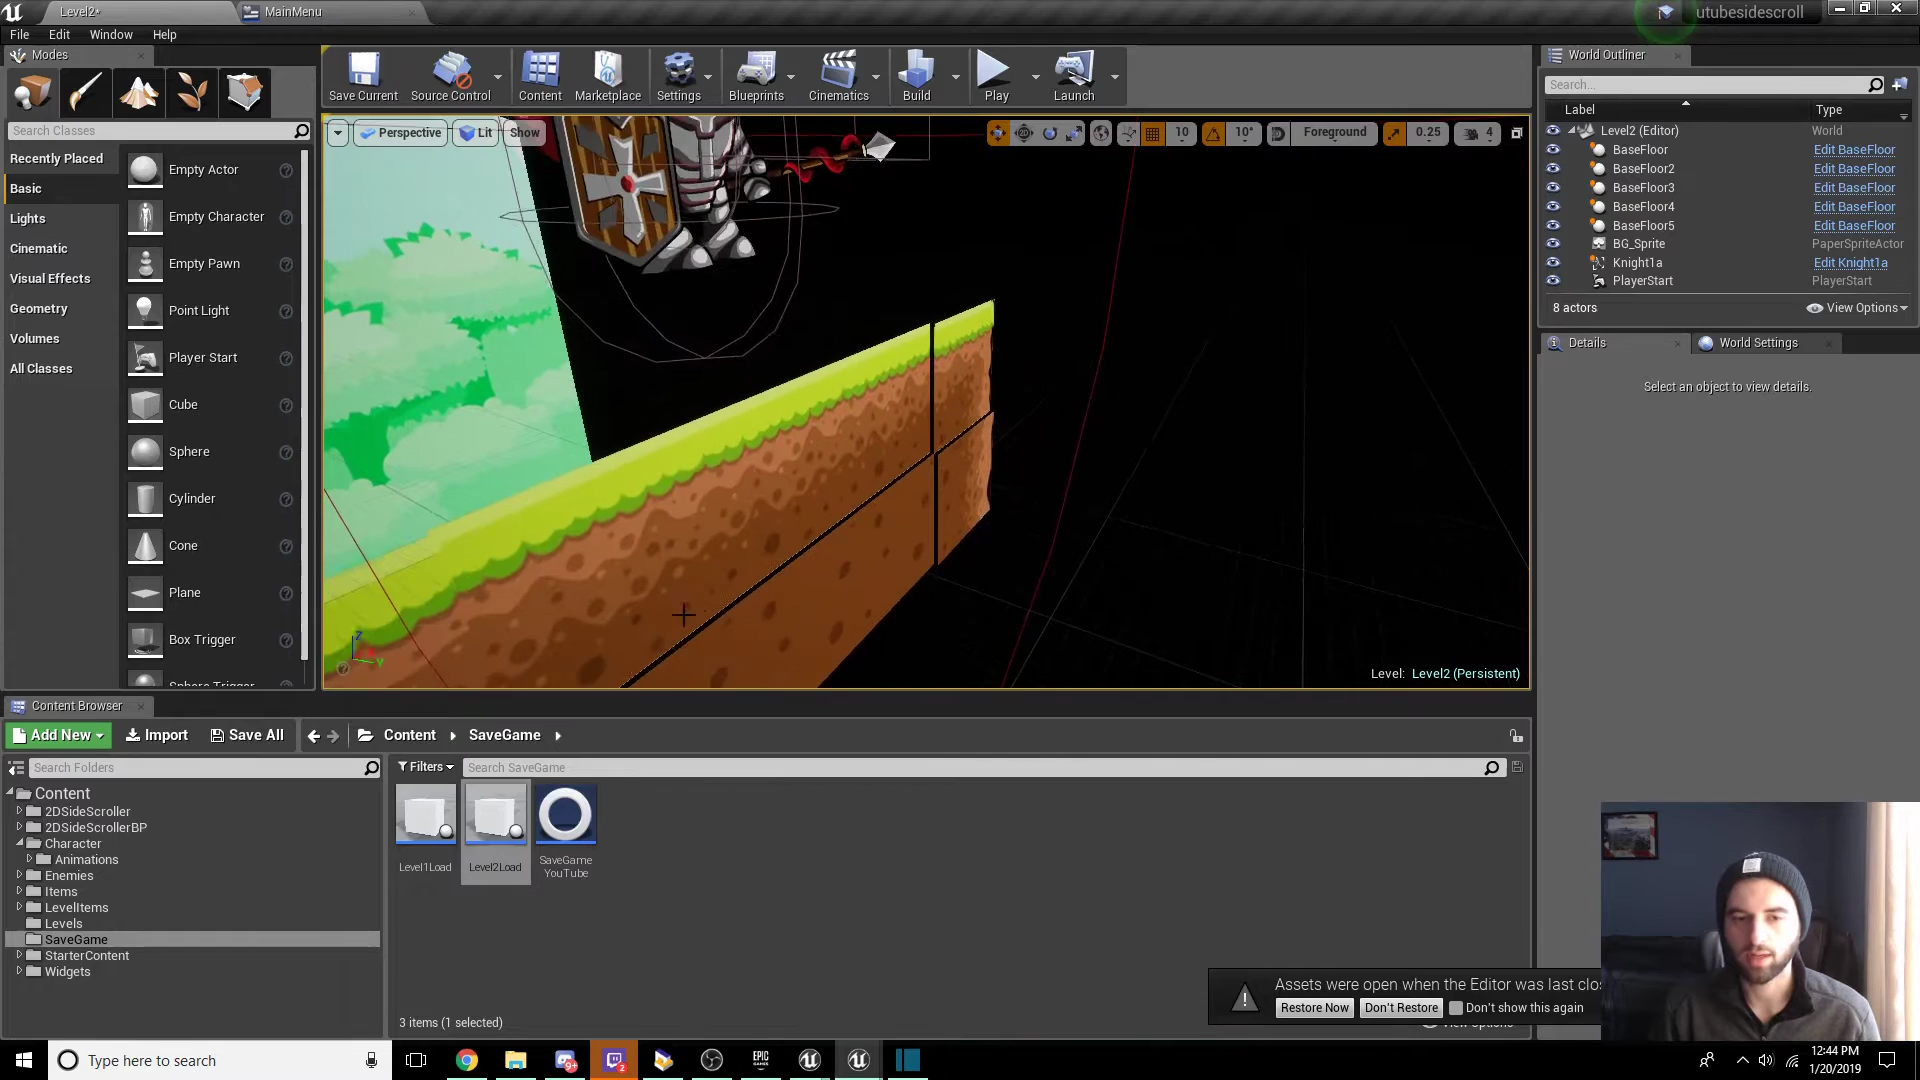 Level2*
MainMenu
utubesidescroll
File Edit Window Help
Modes
Search Classes
Recently Placed
Basic
Lights
Cinematic
Visual Effects
Geometry
Volumes
All Classes
Empty Actor
Empty Character
Empty Pawn
Point Light
Player Start
Cube
Sphere
Cylinder
Cone
Plane
Box Trigger
Sphere Trigger
Save Current Source Control Content Marketplace Settings Blueprints Cinematics Build Play Launch
Perspective Lit Show
10 10° Foreground 0.25 4
Z
Y
Level: Level2 (Persistent)
World Outliner
Search...
Label Type
Level2 (Editor) World
BaseFloor Edit BaseFloor
BaseFloor2 Edit BaseFloor
BaseFloor3 Edit BaseFloor
BaseFloor4 Edit BaseFloor
BaseFloor5 Edit BaseFloor
BG_Sprite PaperSpriteActor
Knight1a Edit Knight1a
PlayerStart PlayerStart
8 actors View Options
Details World Settings
Select an object to view details.
Content Browser
Add New Import Save All Content SaveGame
Search Folders
Filters Search SaveGame
Content
2DSideScroller
2DSideScrollerBP
Character
Animations
Enemies
Items
LevelItems
Levels
SaveGame
StarterContent
Widgets
Level1Load
Level2Load
SaveGame
YouTube
3 items (1 selected)
View Options
Assets were open when the Editor was last clos
Restore Now Don't Restore Don't show this again
Type here to search
9+
2
EPIC
GAMES
12:44 PM
1/20/2019